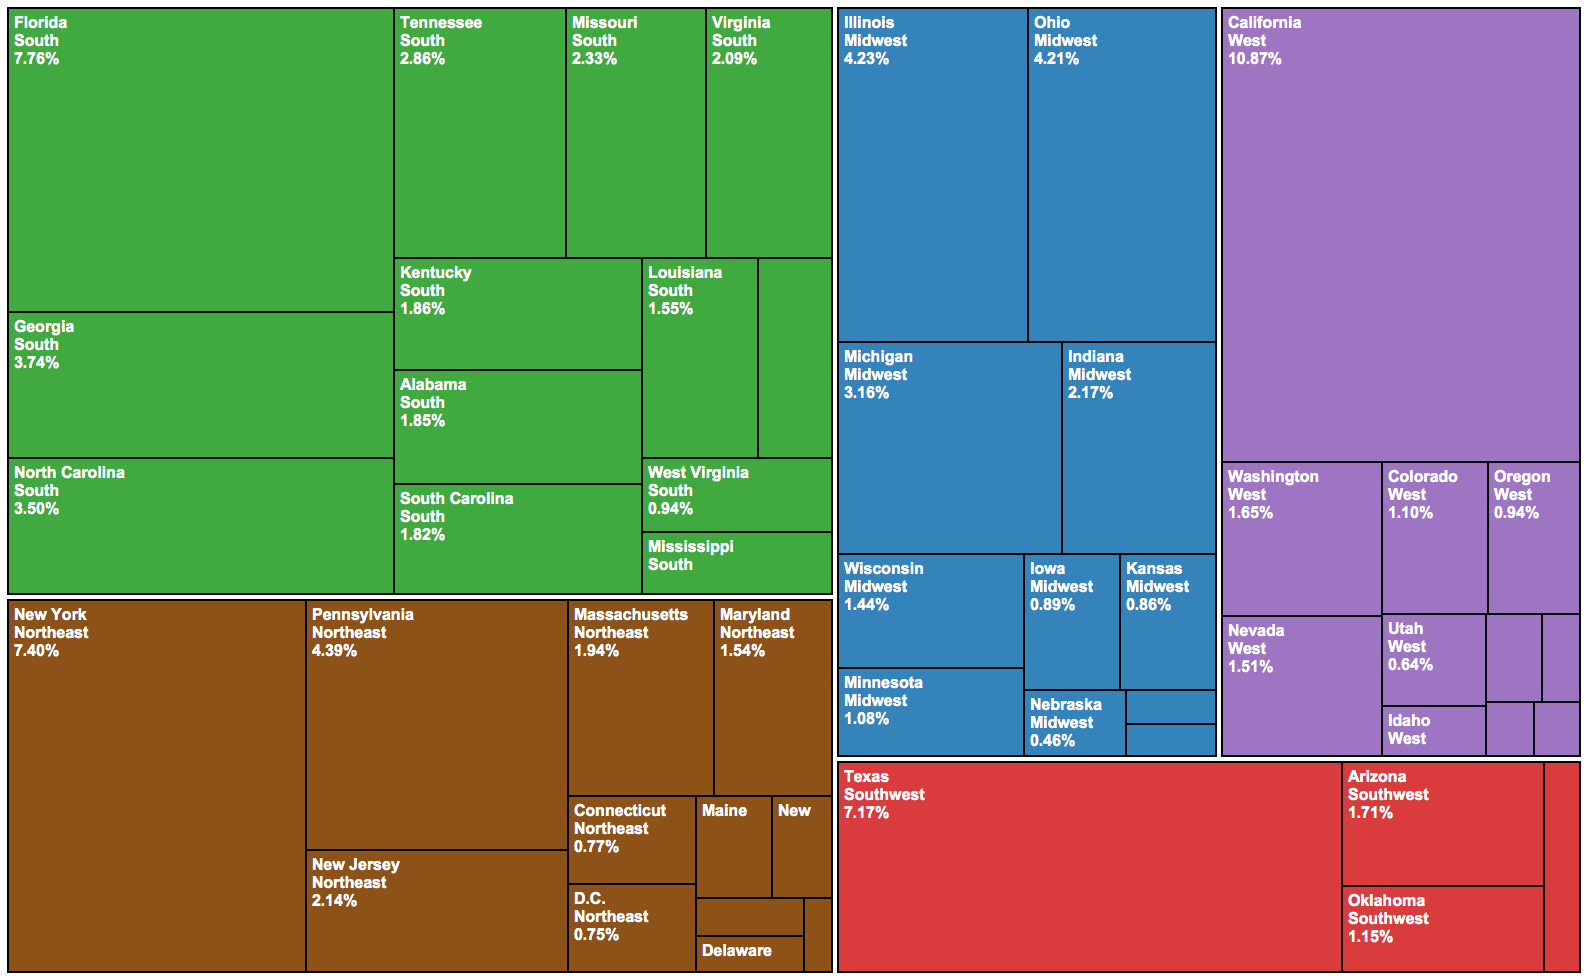 Florida
South
7.76%
Georgia
South
3.74%
North Carolina
South
3.50%
Tennessee
South
2.86%
Missouri
South
2.33%
Virginia
South
2.09%
Kentucky
South
1.86%
Alabama
South
1.85%
South Carolina
South
1.82%
Louisiana
South
1.55%
West Virginia
South
0.94%
Mississippi
South
New York
Northeast
7.40%
Pennsylvania
Northeast
4.39%
New Jersey
Northeast
2.14%
Massachusetts
Northeast
1.94%
Maryland
Northeast
1.54%
Connecticut
Northeast
0.77%
D.C.
Northeast
0.75%
Maine
New
Delaware
Illinois
Midwest
4.23%
Ohio
Midwest
4.21%
Michigan
Midwest
3.16%
Indiana
Midwest
2.17%
Wisconsin
Midwest
1.44%
Minnesota
Midwest
1.08%
Iowa
Midwest
0.89%
Kansas
Midwest
0.86%
Nebraska
Midwest
0.46%
California
West
10.87%
Washington
West
1.65%
Nevada
West
1.51%
Colorado
West
1.10%
Oregon
West
0.94%
Utah
West
0.64%
Idaho
West
Texas
Southwest
7.17%
Arizona
Southwest
1.71%
Oklahoma
Southwest
1.15%